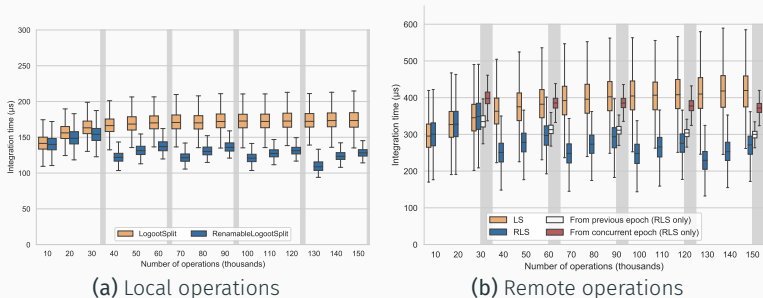 300
250
200
150
100
50
0
Integration time (µs)
LogootSplit
RenamableLogootSplit
10 20 30 40 50 60 70 80 90 100 110 120 130 140 150
Number of operations (thousands)
(a) Local operations
600
500
400
300
200
100
0
Integration time (µs)
LS
RLS
From previous epoch (RLS only)
From concurrent epoch (RLS only)
10 20 30 40 50 60 70 80 90 100 110 120 130 140 150
Number of operations (thousands)
(b) Remote operations